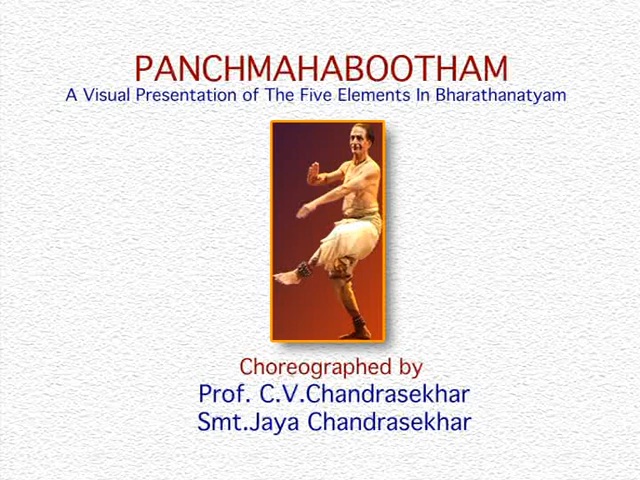 PANCHMAHABOOTHAM
A Visual Presentation of The Five Elements In Bharathanatyam
Choreographed by
Prof. C.V.Chandrasekhar
Smt.Jaya Chandrasekhar